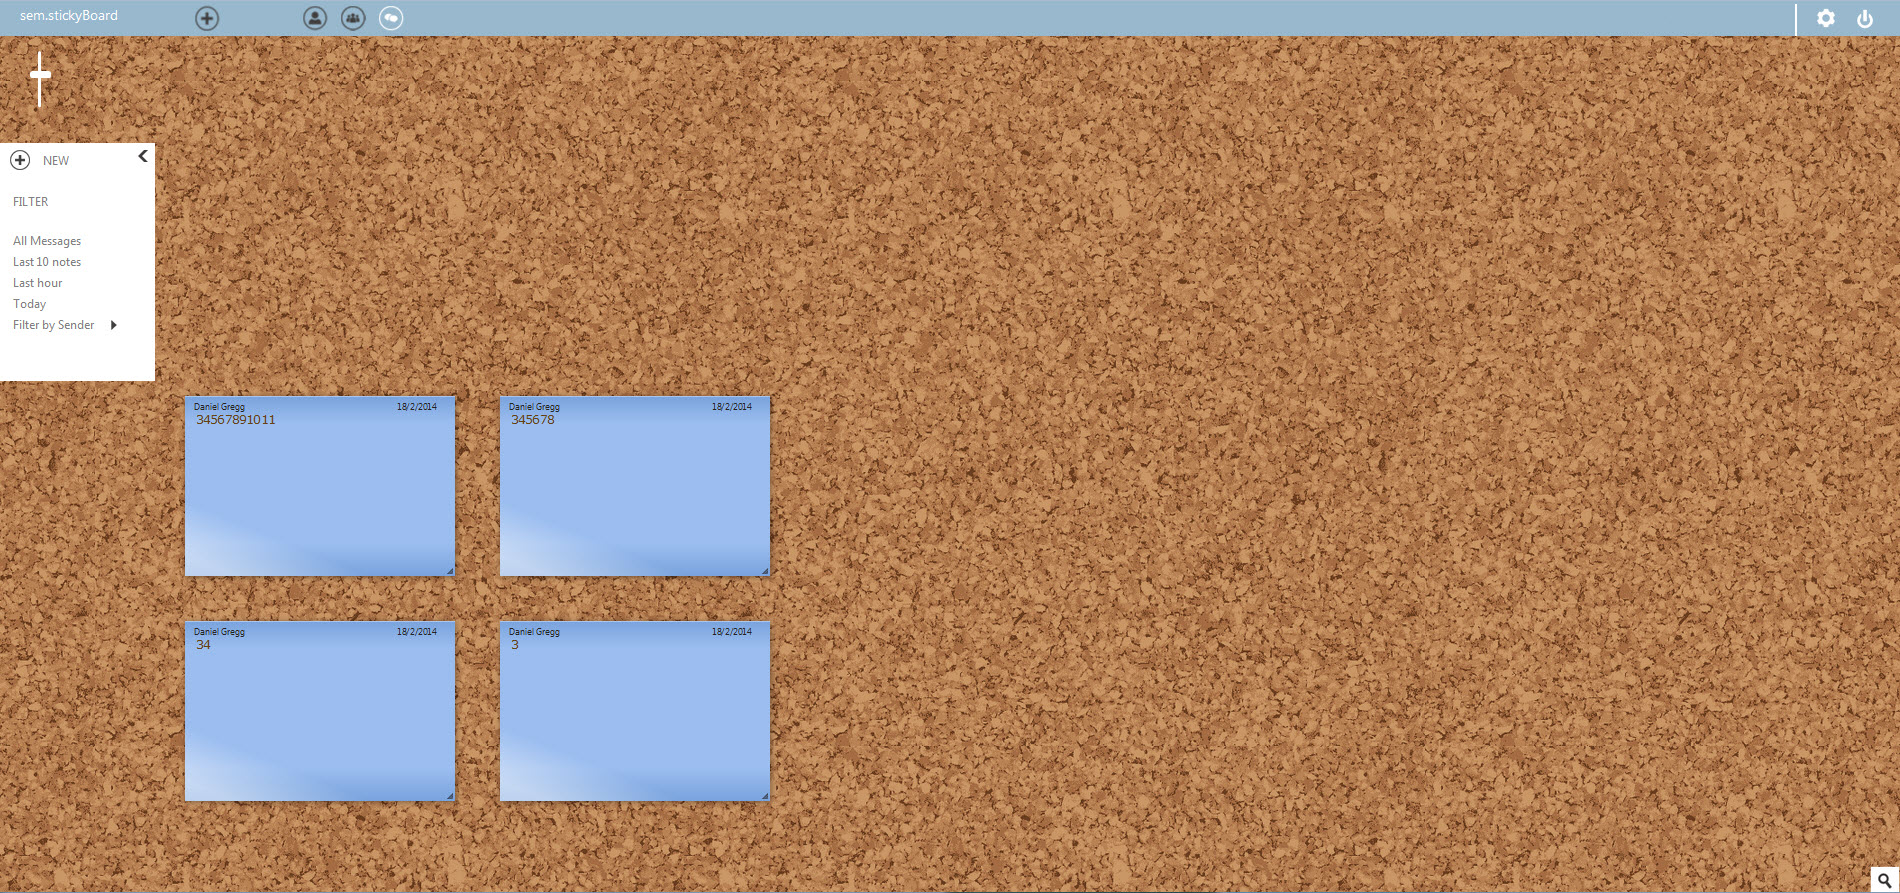 sem.stickyBoard
NEW
FILTER
All Messages
Last 10 notes
Last hour
Today
Filter by Sender
Daniel Gregg 18/2/2014
34567891011
Daniel Gregg 18/2/2014
345678
Daniel Gregg 18/2/2014
34
Daniel Gregg 18/2/2014
3